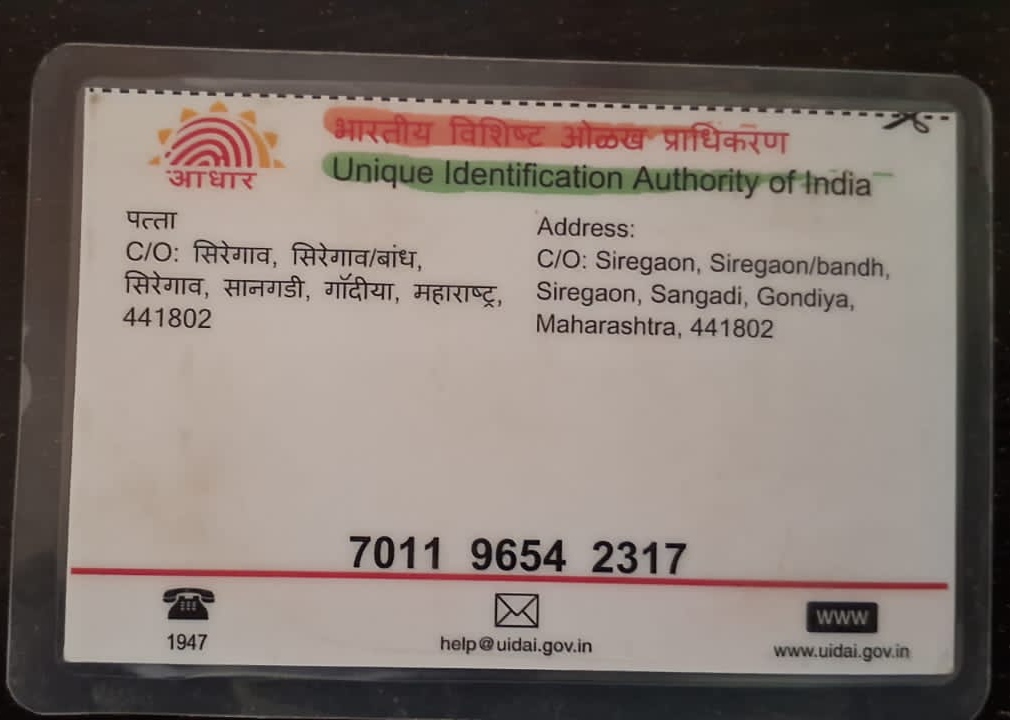 आधार
भारतीय विशिष्ट ओळख प्राधिकरण
Unique Identification Authority of India
पत्ता
C/O: सिरेगाव, सिरेगाव/बांध,
सिरेगाव, सानगडी, गोंदीया, महाराष्ट्र,
441802
Address:
C/O: Siregaon, Siregaon/bandh,
Siregaon, Sangadi, Gondiya,
Maharashtra, 441802
7011 9654 2317
1947
help@uidai.gov.in
www
www.uidai.gov.in